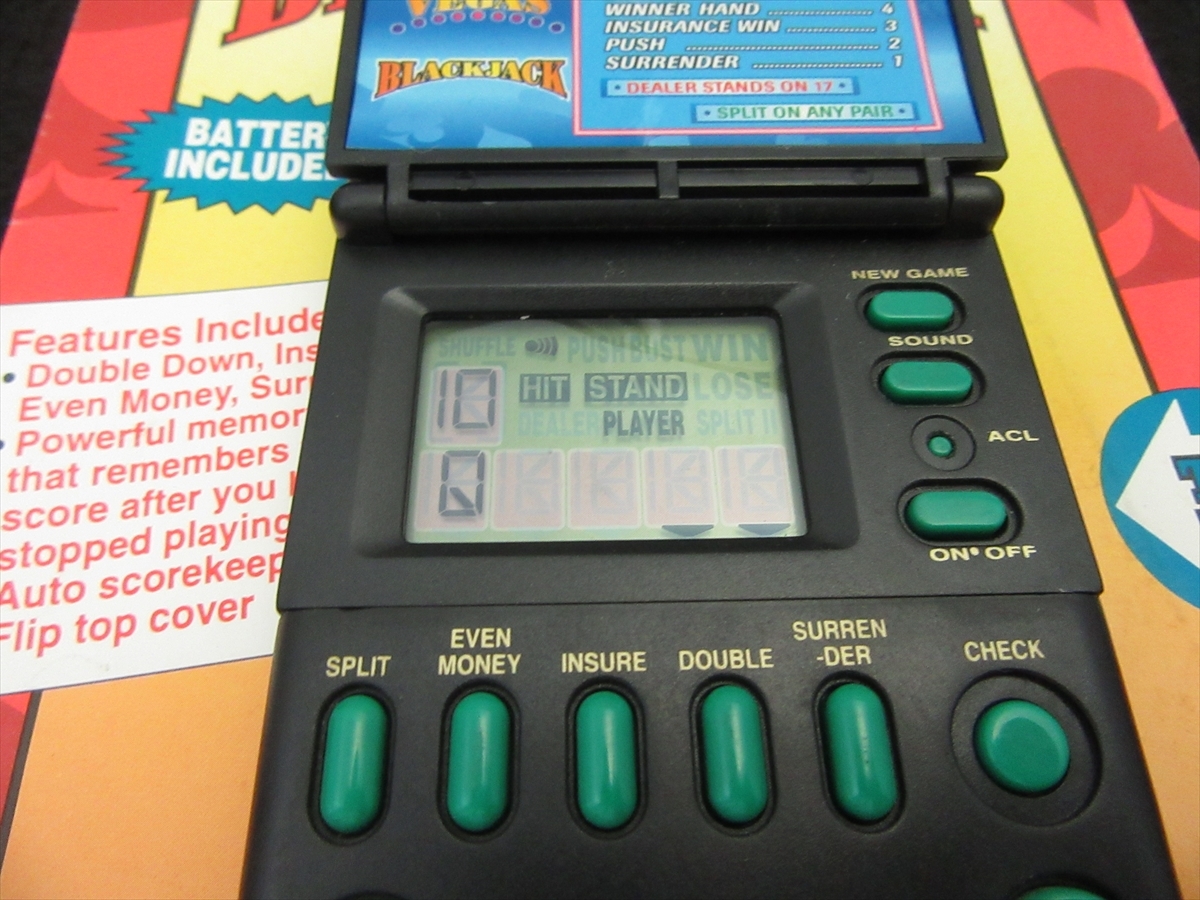 VEGAS
BLACKJACK
WINNER HAND ........... 4
INSURANCE WIN ........... 3
PUSH ........... 2
SURRENDER ........... 1
• DEALER STANDS ON 17 •
• SPLIT ON ANY PAIR •
BATTER
INCLUDE
Features Include
• Double Down, Ins
Even Money, Sur
• Powerful memor
that remembers
score after you
stopped playing
Auto scorekeep
Flip top cover
NEW GAME
SOUND
ACL
ON• OFF
SHUFFLE PUSH BUST WIN
10 HIT STAND LOSE
DEALER PLAYER SPLIT II
Q
SPLIT
EVEN
MONEY
INSURE
DOUBLE
SURREN
-DER
CHECK